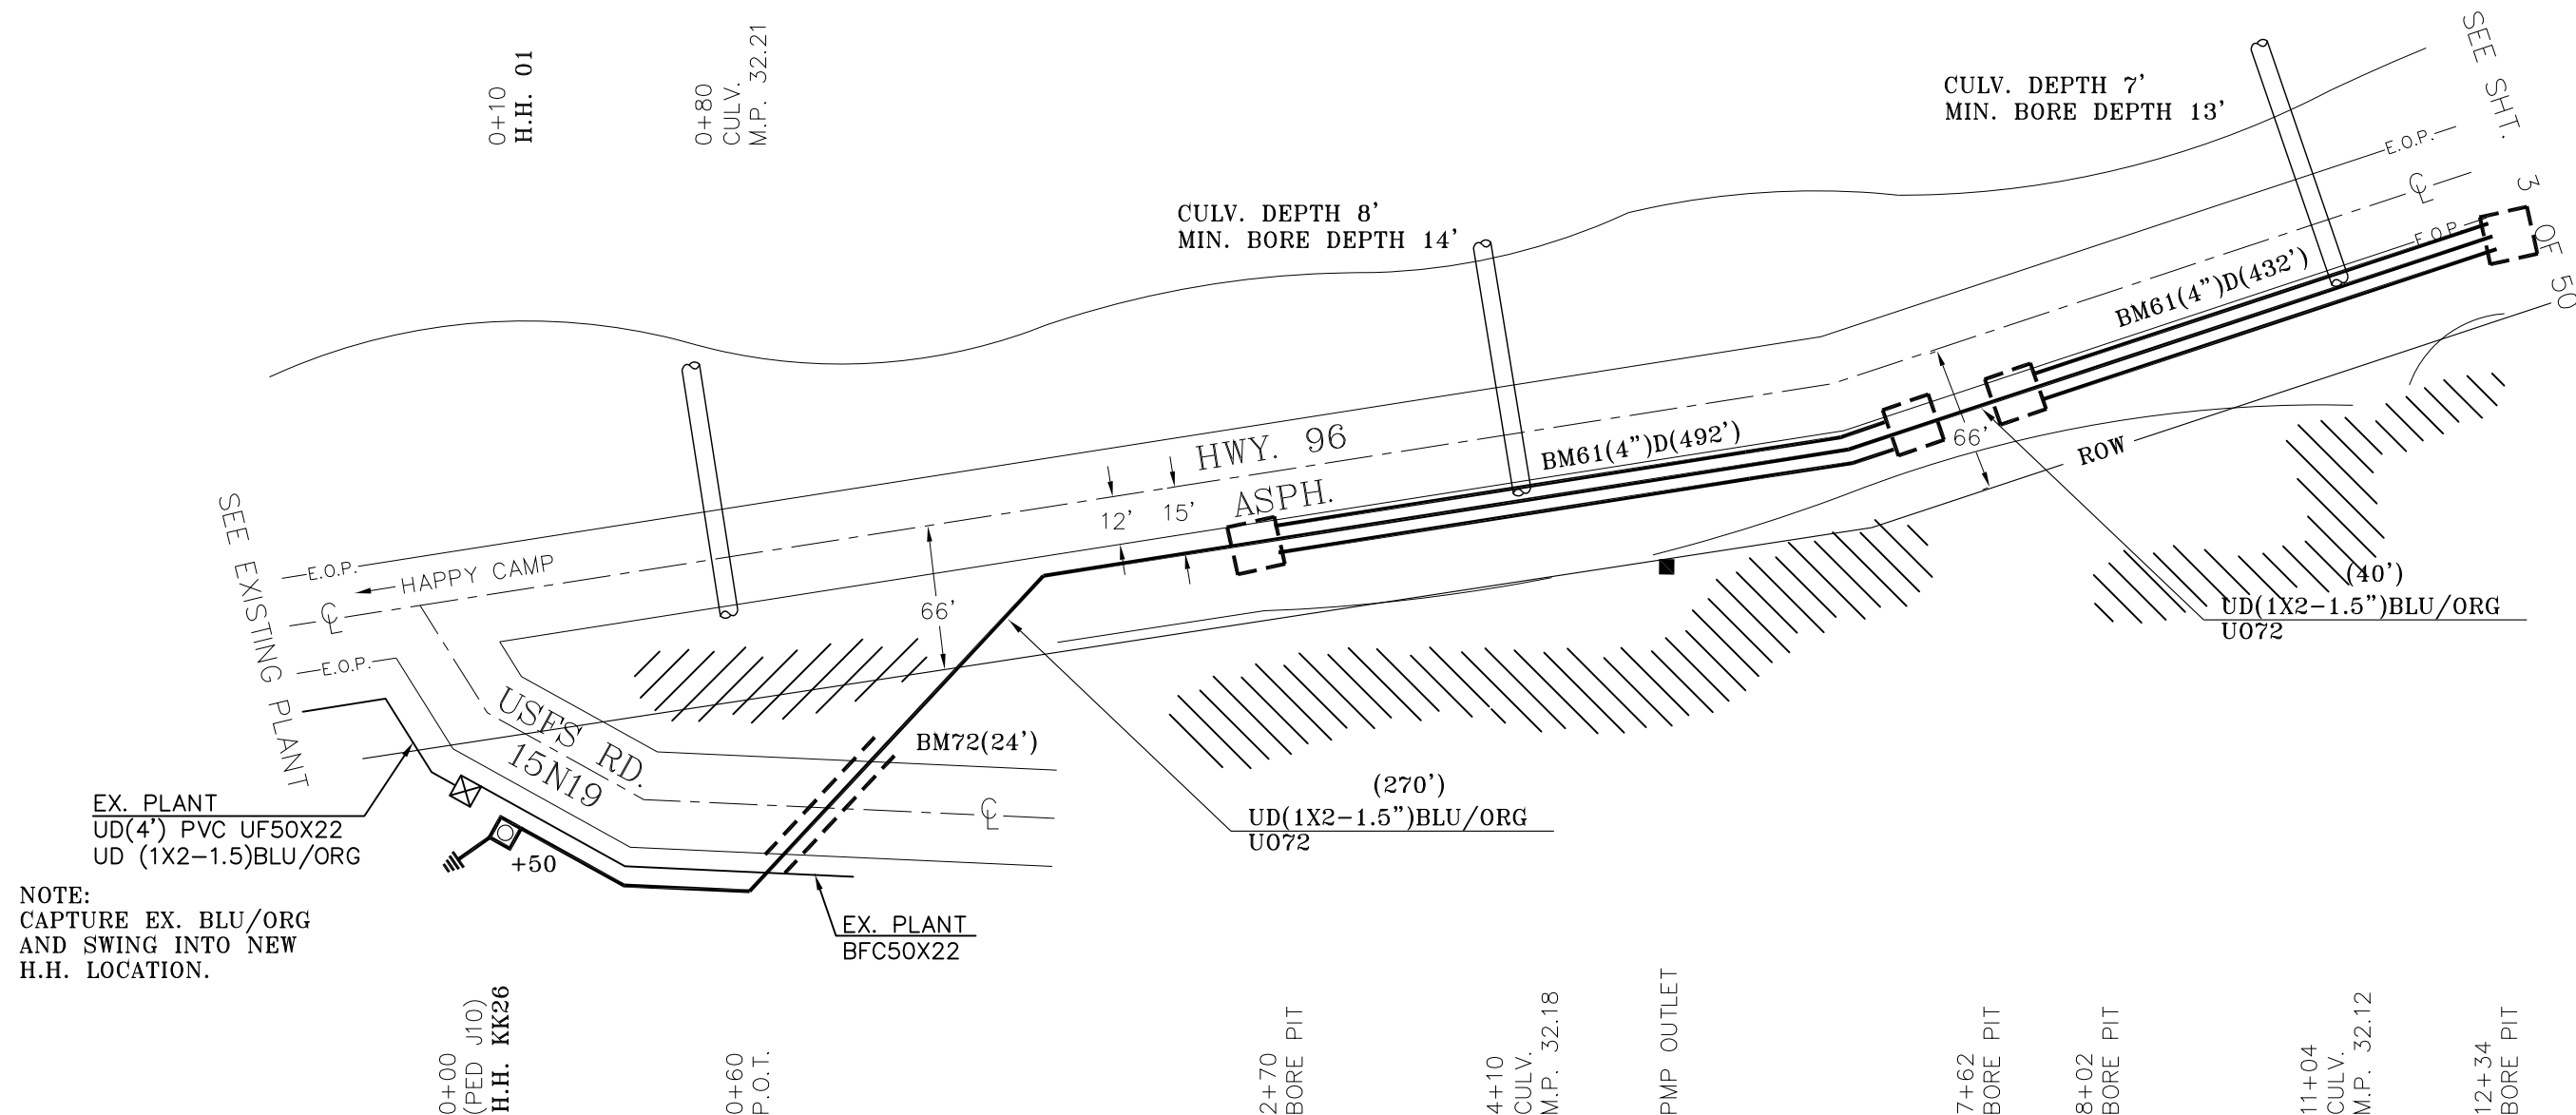 0+10
H.H. 01
0+80
CULV.
M.P. 32.21
CULV. DEPTH 8'
MIN. BORE DEPTH 14'
CULV. DEPTH 7'
MIN. BORE DEPTH 13'
SEE SHT. 3 OF 50
E.O.P.
CL
E.O.P.
BM61(4")D(432')
BM61(4")D(492')
HWY. 96
ASPH.
12'
15'
66'
66'
ROW
SEE EXISTING PLANT
E.O.P.
HAPPY CAMP
CL
E.O.P.
USFS RD.
15N19
CL
BM72(24')
(40')
UD(1X2-1.5")BLU/ORG
UO72
(270')
UD(1X2-1.5")BLU/ORG
UO72
EX. PLANT
UD(4') PVC UF50X22
UD (1X2-1.5)BLU/ORG
+50
NOTE:
CAPTURE EX. BLU/ORG
AND SWING INTO NEW
H.H. LOCATION.
EX. PLANT
BFC50X22
0+00
(PED J10)
H.H. KK26
0+60
P.O.T.
2+70
BORE PIT
4+10
CULV.
M.P. 32.18
PMP OUTLET
7+62
BORE PIT
8+02
BORE PIT
11+04
CULV.
M.P. 32.12
12+34
BORE PIT